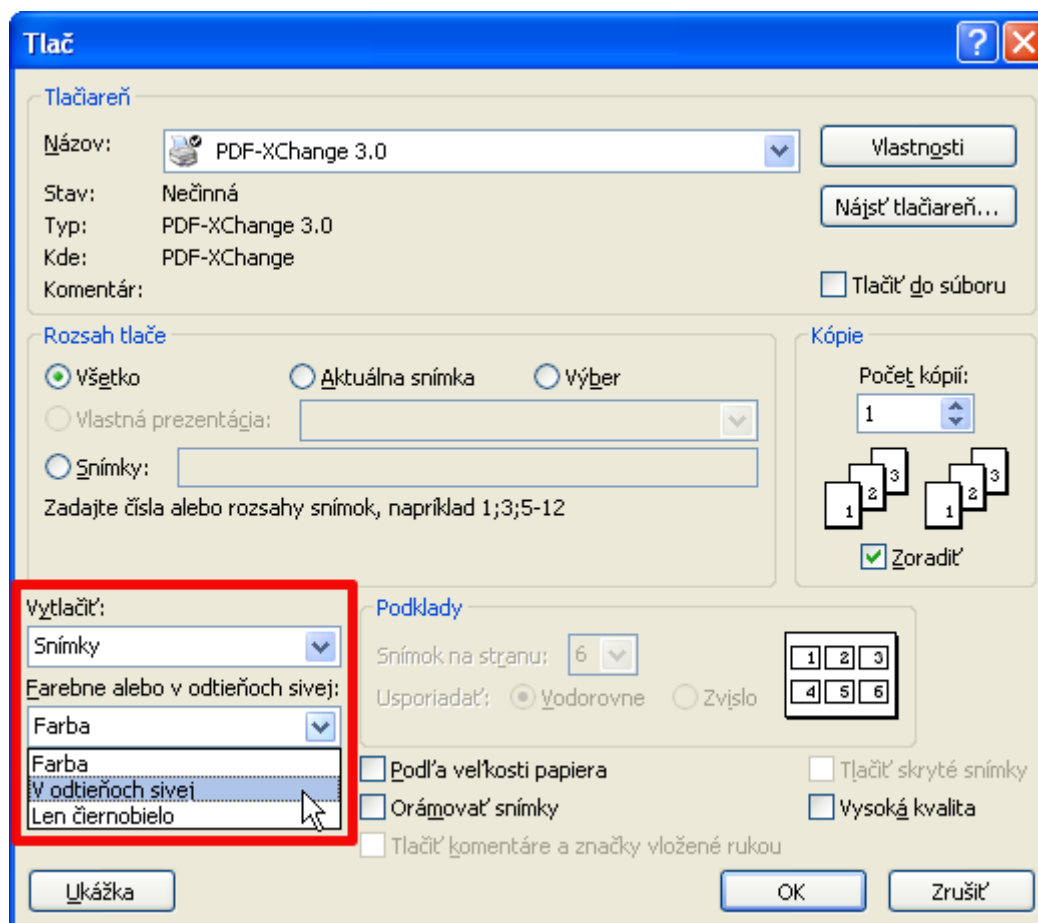 Tlač
Tlačiareň
Názov: PDF-XChange 3.0 Vlastnosti
Stav: Nečinná Nájsť tlačiareň...
Typ: PDF-XChange 3.0
Kde: PDF-XChange
Komentár: Tlačiť do súboru
Rozsah tlače
Všetko Aktuálna snímka Výber
Vlastná prezentácia:
Snímky:
Zadajte čísla alebo rozsahy snímok, napríklad 1;3;5-12
Kópie
Počet kópií:
1
1 2 3 1 2 3
Zoradiť
Vytlačiť:
Snímky
Farebne alebo v odtieňoch sivej:
Farba
Farba
V odtieňoch sivej
Len čiernobielo
Podklady
Snímok na stranu: 6
Usporiadať: Vodorovne Zvislo
1 2 3
4 5 6
Podľa veľkosti papiera Tlačiť skryté snímky
Orámovať snímky Vysoká kvalita
Tlačiť komentáre a značky vložené rukou
Ukážka OK Zrušiť